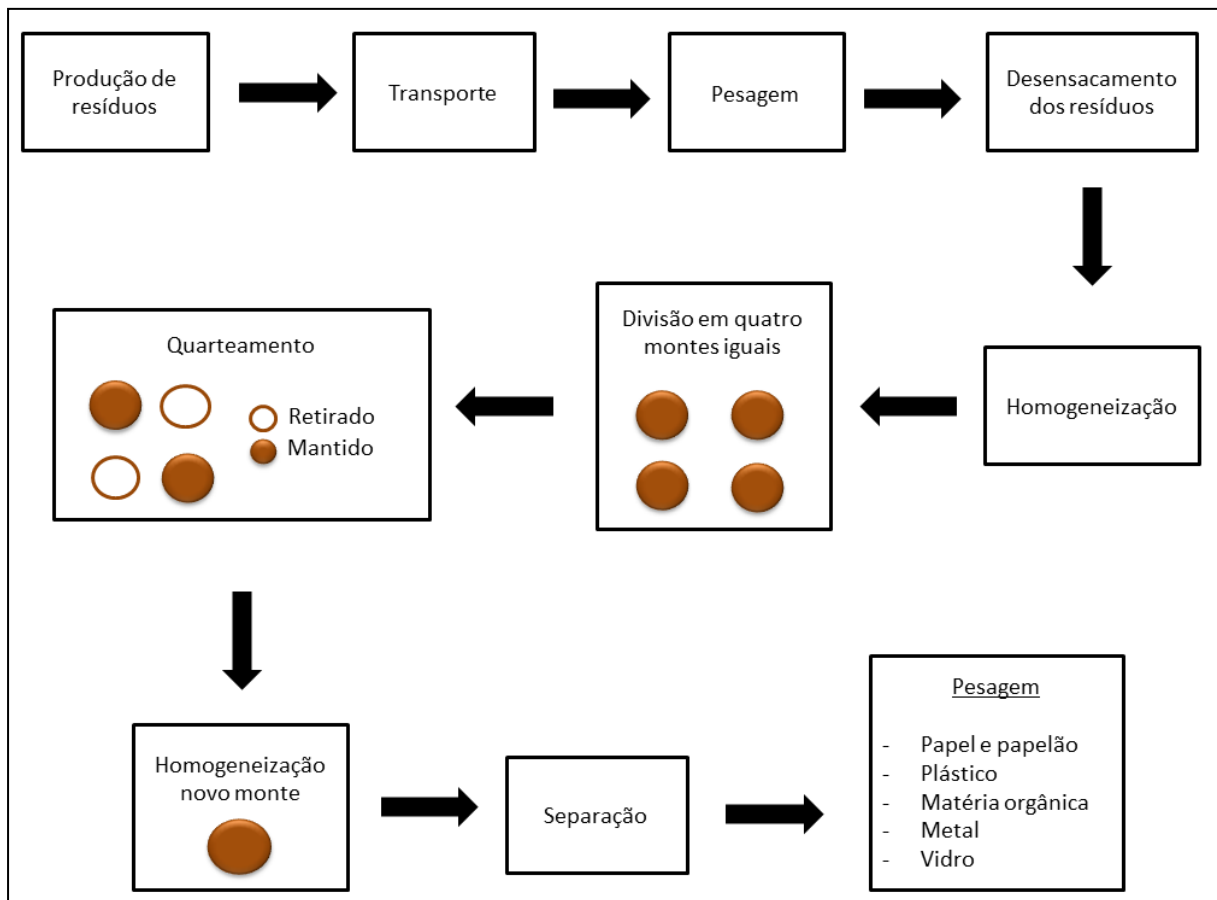 Produção de
resíduos
Transporte
Pesagem
Desensacamento
dos resíduos
Homogeneização
Divisão em quatro
montes iguais
Quarteamento
Retirado
Mantido
Homogeneização
novo monte
Separação
Pesagem
- Papel e papelão
- Plástico
- Matéria orgânica
- Metal
- Vidro